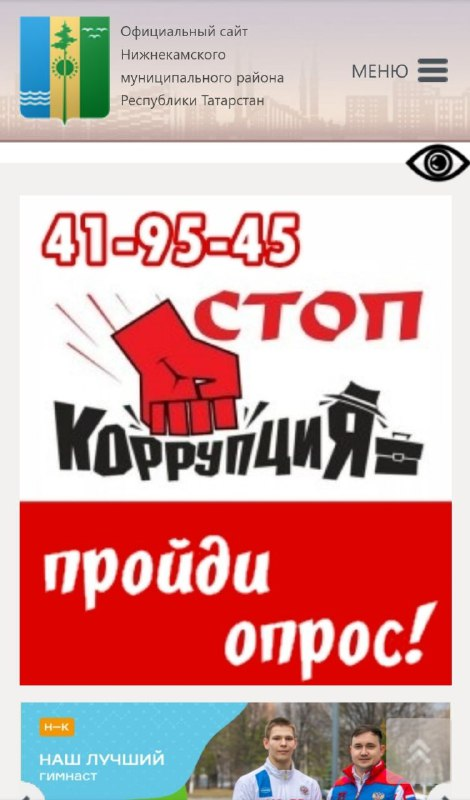 Официальный сайт
Нижнекамского
муниципального района
Республики Татарстан
МЕНЮ
41-95-45
СТОП
КОРРУПЦИЯ
пройди
опрос!
Н—К
НАШ ЛУЧШИЙ
ГИМНАСТ